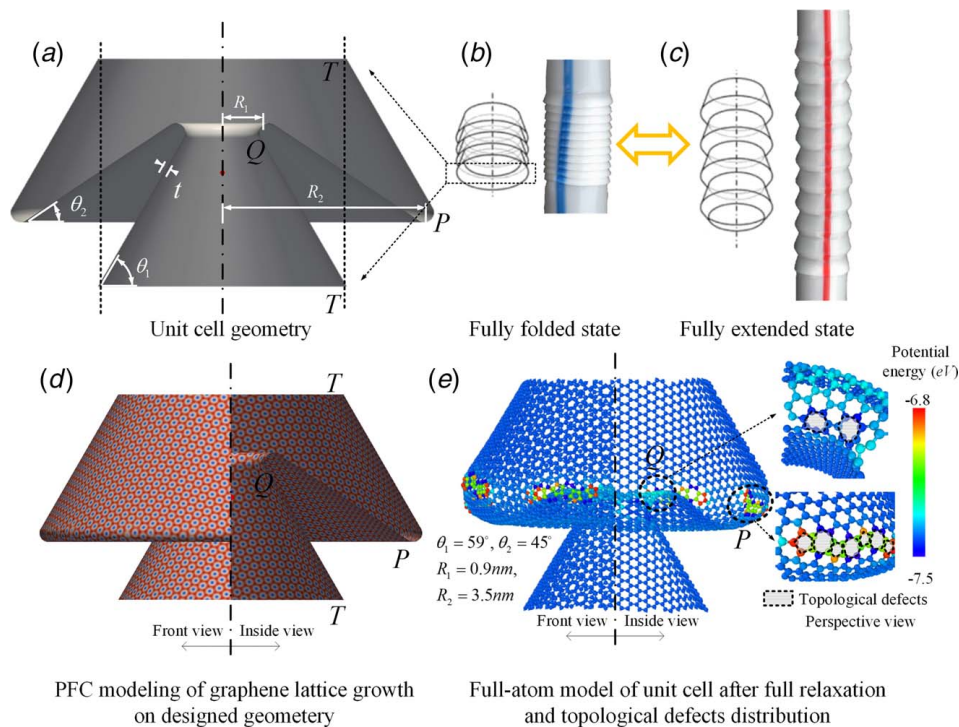 (a)
T
R₁
Q
t
R₂
θ₂
P
θ₁
T
Unit cell geometry
(b)
Fully folded state
(c)
Fully extended state
(d)
T
Q
P
T
Front view
Inside view
PFC modeling of graphene lattice growth
on designed geometery
(e)
Q
P
θ₁ = 59°, θ₂ = 45°
R₁ = 0.9nm,
R₂ = 3.5nm
Front view
Inside view
Potential
energy (eV)
-6.8
-7.5
Topological defects
Perspective view
Full-atom model of unit cell after full relaxation
and topological defects distribution